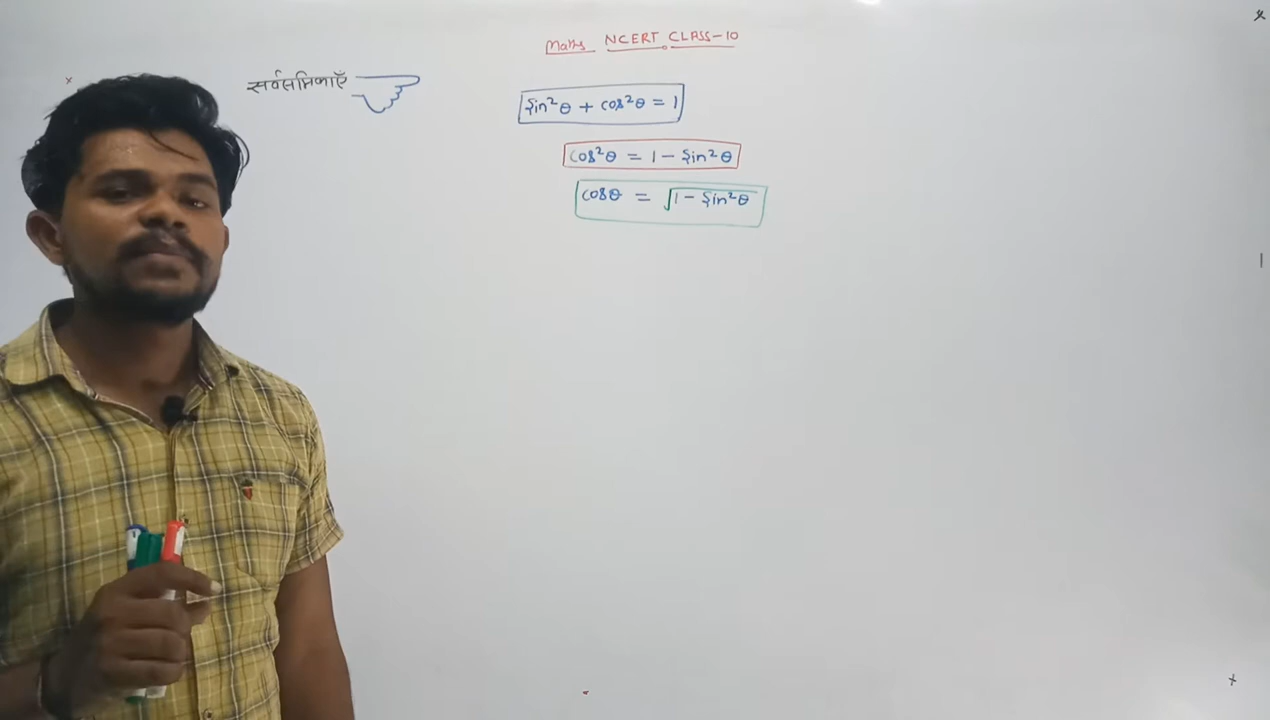 Maths NCERT CLASS-10
सर्वसमिकाएँ
Sin²θ + cos²θ = 1
cos²θ = 1 - Sin²θ
cosθ = √1 - Sin²θ